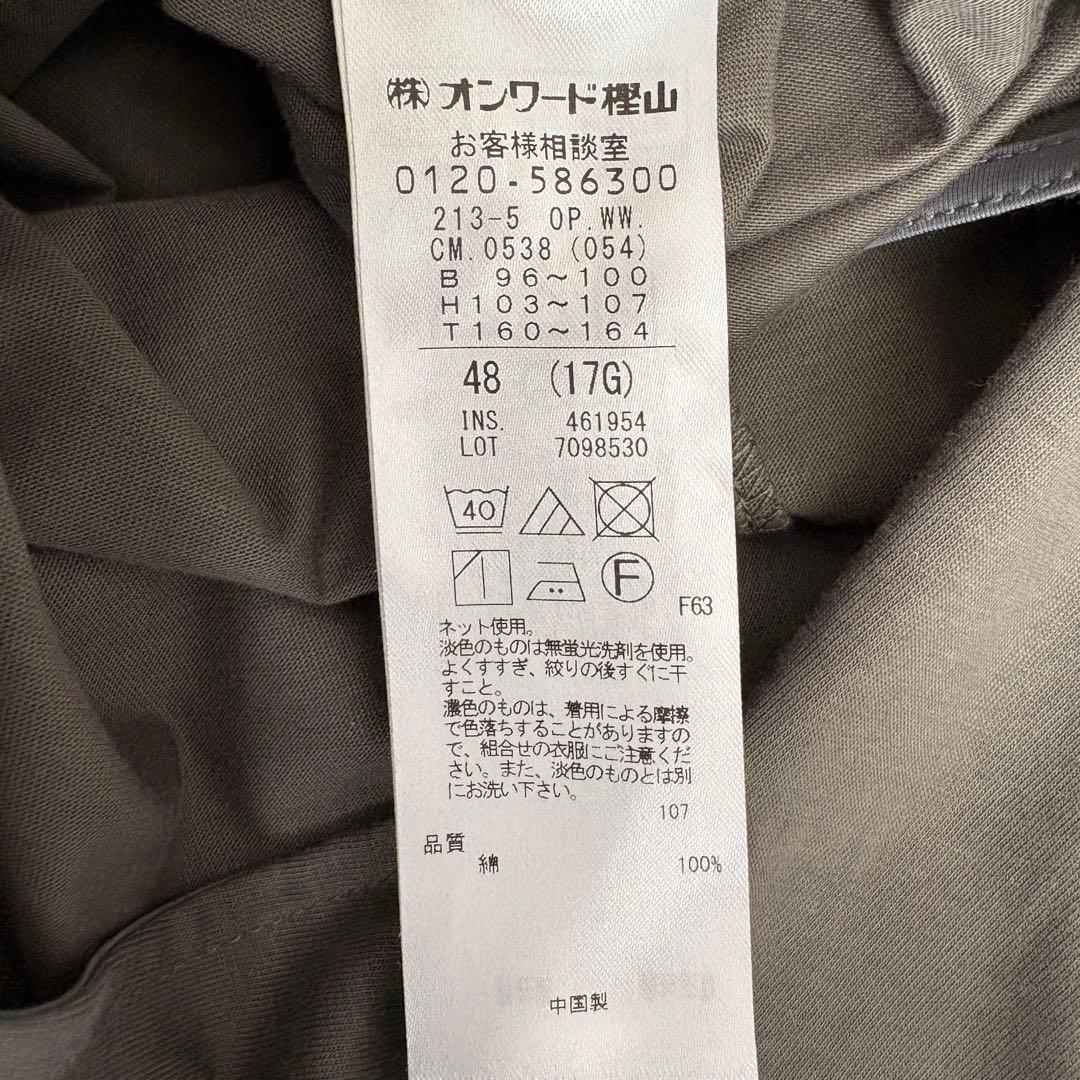 ㈱オンワード樫山
お客様相談室
0120-586300
213-5 OP.WW.
CM.0538 (054)
B 96〜100
H103〜107
T160〜164
48 (17G)
INS. 461954
LOT 7098530
40
F
F63
ネット使用。
淡色のものは無蛍光洗剤を使用。
よくすすぎ、絞りの後すぐに干
すこと。
濃色のものは、着用による摩擦
で色落ちすることがありますの
で、組合せの衣服にご注意くだ
さい。また、淡色のものとは別
にお洗い下さい。
107
品質
綿 100%
中国製